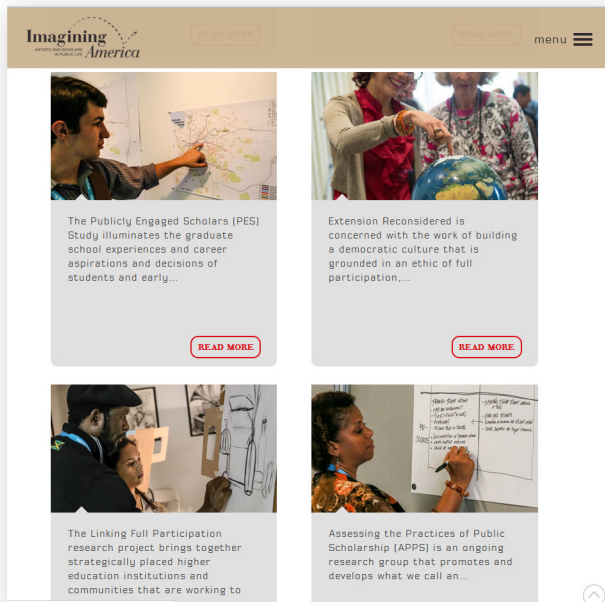 Imagining
ARTISTS AND SCHOLARS
IN PUBLIC LIFE
America
READ MORE
READ MORE
menu
The Publicly Engaged Scholars (PES)
Study illuminates the graduate
school experiences and career
aspirations and decisions of
students and early...
READ MORE
Extension Reconsidered is
concerned with the work of building
a democratic culture that is
grounded in an ethic of full
participation,...
READ MORE
The Linking Full Participation
research project brings together
strategically placed higher
education institutions and
communities that are working to
Assessing the Practices of Public
Scholarship (APPS) is an ongoing
research group that promotes and
develops what we call an...